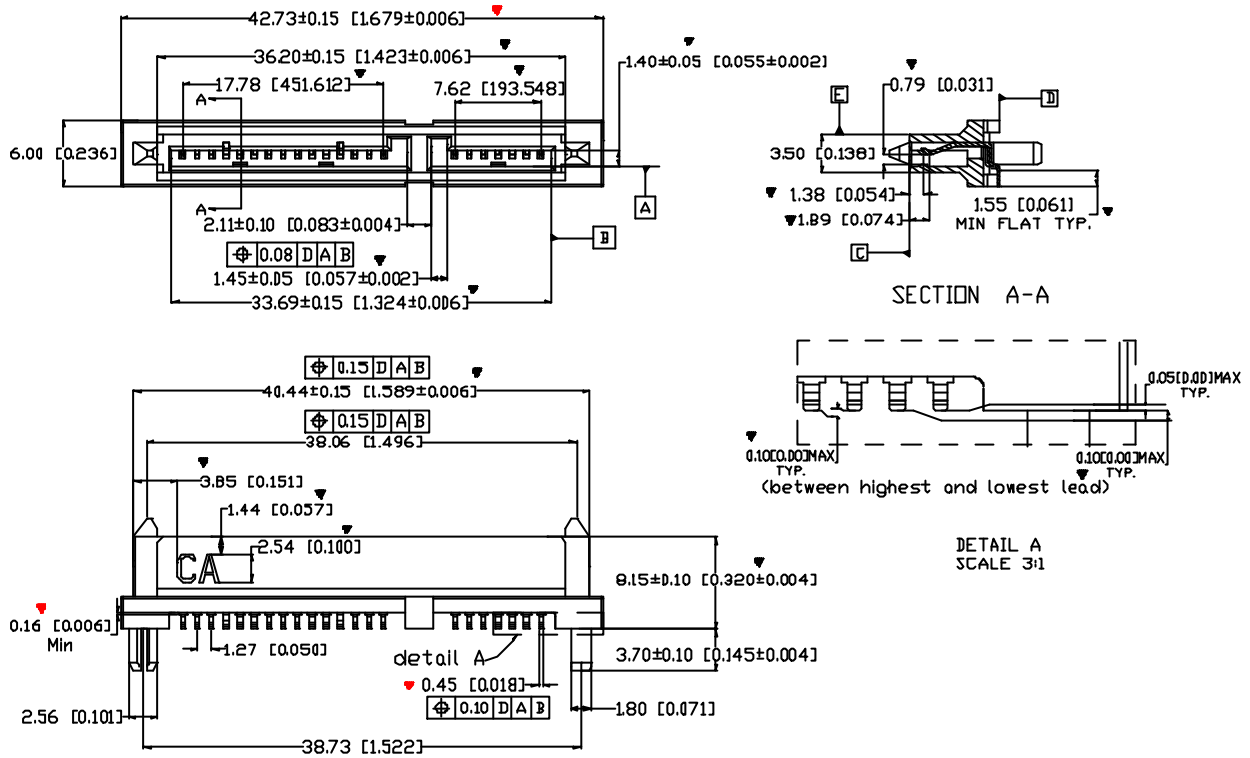 42.73±0.15 [1.679±0.006]
36.20±0.15 [1.423±0.006]
1.40±0.05 [0.055±0.002]
17.78 [451.612]
7.62 [193.548]
A
6.00 [0.236]
A
2.11±0.10 [0.083±0.004]
A
B
0.08 D A B
1.45±0.05 [0.057±0.002]
33.69±0.15 [1.324±0.006]
0.79 [0.031]
E
D
3.50 [0.138]
1.38 [0.054]
1.89 [0.074]
1.55 [0.061]
MIN FLAT TYP.
C
SECTION A-A
0.15 D A B
40.44±0.15 [1.589±0.006]
0.15 D A B
38.06 [1.496]
3.85 [0.151]
1.44 [0.057]
2.54 [0.100]
CA
8.15±0.10 [0.320±0.004]
0.16 [0.006]
Min
1.27 [0.050]
detail A
3.70±0.10 [0.145±0.004]
0.45 [0.018]
0.10 D A B
2.56 [0.101]
1.80 [0.071]
38.73 [1.522]
0.05[0.00]MAX
TYP.
0.10[0.00]MAX
TYP.
0.10[0.00]MAX
TYP.
(between highest and lowest lead)
DETAIL A
SCALE 3:1